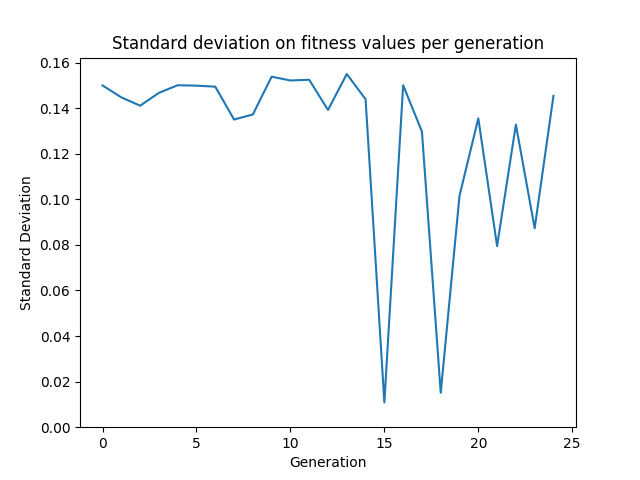 Standard deviation on fitness values per generation
0.16
0.14
0.12
0.10
0.08
0.06
0.04
0.02
0.00
Standard Deviation
0 5 10 15 20 25
Generation